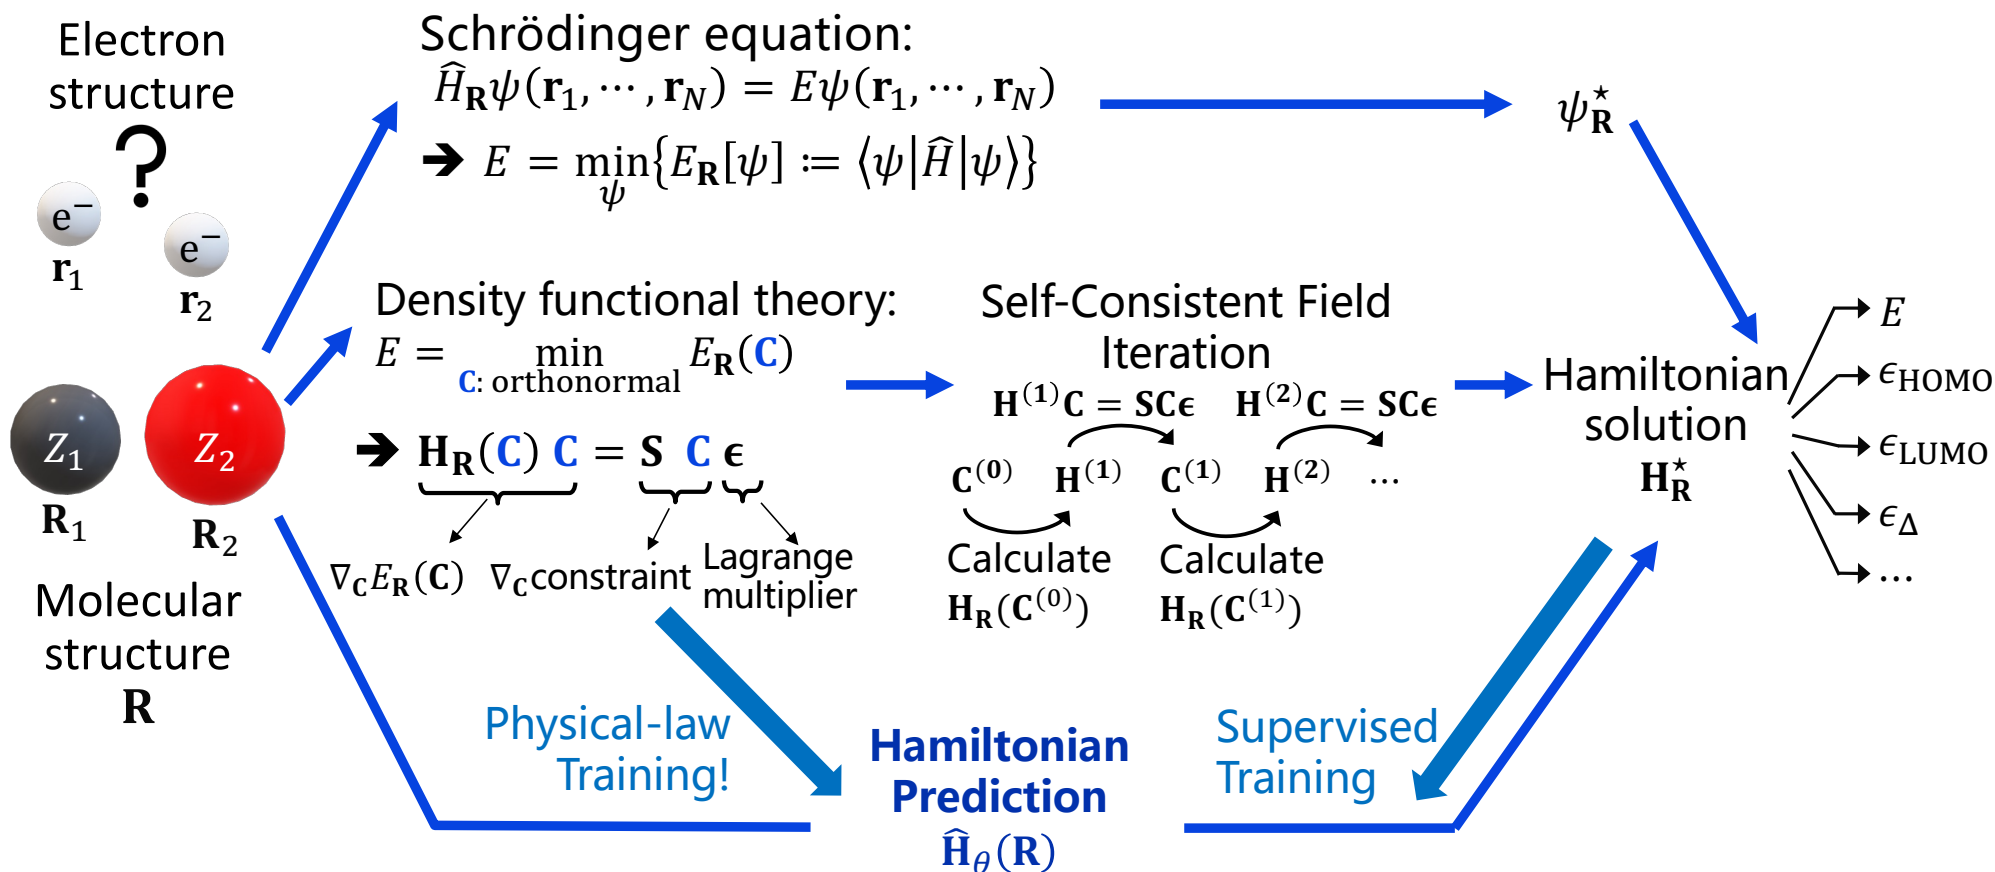 Electron
structure
?
e⁻
r₁
e⁻
r₂
Z₁
R₁
Z₂
R₂
Molecular
structure
R
Schrödinger equation:
Ĥ_R ψ(r₁, ⋯ , r_N) = Eψ(r₁, ⋯ , r_N)
➔ E = min_ψ {E_R[ψ] ≔ ⟨ψ|Ĥ|ψ⟩}
ψ_R^⋆
Density functional theory:
E = min_{C: orthonormal} E_R(C)
➔ H_R(C) C = S C ϵ
∇_C E_R(C)
∇_C constraint
Lagrange
multiplier
Self-Consistent Field
Iteration
H⁽¹⁾C = SCϵ H⁽²⁾C = SCϵ
C⁽⁰⁾ H⁽¹⁾ C⁽¹⁾ H⁽²⁾ ⋯
Calculate
H_R(C⁽⁰⁾)
Calculate
H_R(C⁽¹⁾)
Hamiltonian
solution
H_R^⋆
E
ϵ_HOMO
ϵ_LUMO
ϵ_Δ
⋯
Physical-law
Training!
Hamiltonian
Prediction
Ĥ_θ(R)
Supervised
Training